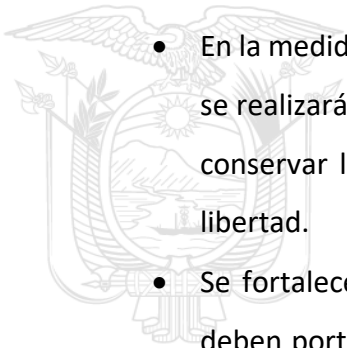 • En la medid
se realizará
conservar l
libertad.
• Se fortalec
deben port